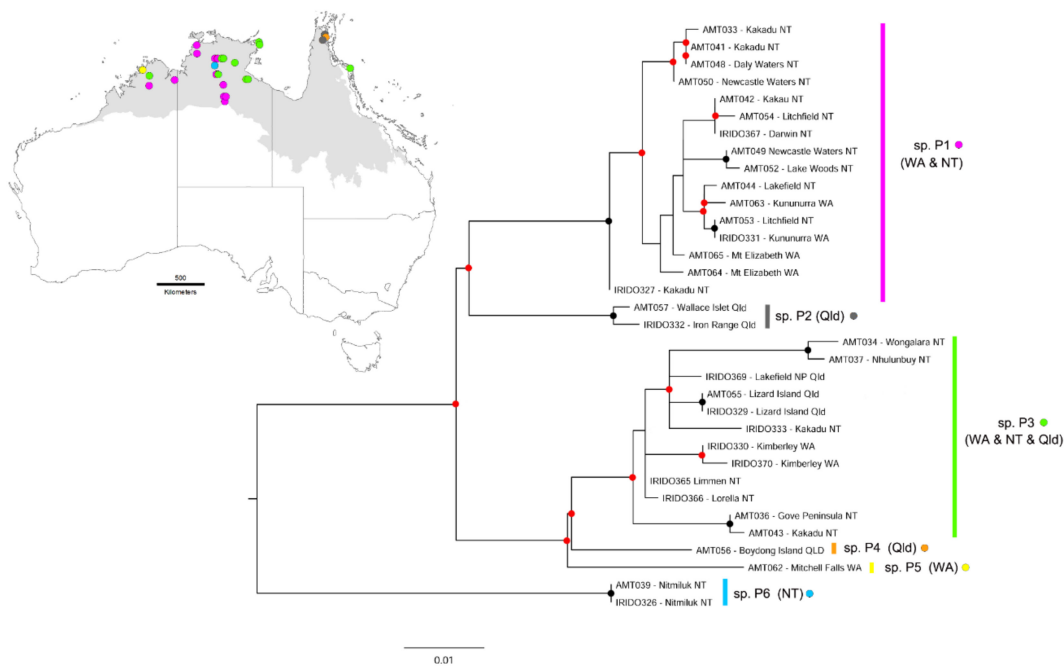 500
Kilometers
AMT033 - Kakadu NT
AMT041 - Kakadu NT
AMT048 - Daly Waters NT
AMT050 - Newcastle Waters NT
AMT042 - Kakau NT
AMT054 - Litchfield NT
IRIDO367 - Darwin NT
AMT049 Newcastle Waters NT
AMT052 - Lake Woods NT
AMT044 - Lakefield NT
AMT063 - Kununurra WA
AMT053 - Litchfield NT
IRIDO331 - Kununurra WA
AMT065 - Mt Elizabeth WA
AMT064 - Mt Elizabeth WA
IRIDO327 - Kakadu NT
sp. P1
(WA & NT)
AMT057 - Wallace Islet Qld
IRIDO332 - Iron Range Qld
sp. P2 (Qld)
AMT034 - Wongalara NT
AMT037 - Nhulunbuy NT
IRIDO369 - Lakefield NP Qld
AMT055 - Lizard Island Qld
IRIDO329 - Lizard Island Qld
IRIDO333 - Kakadu NT
IRIDO330 - Kimberley WA
IRIDO370 - Kimberley WA
IRIDO365 Limmen NT
IRIDO366 - Lorella NT
AMT036 - Gove Peninsula NT
AMT043 - Kakadu NT
sp. P3
(WA & NT & Qld)
AMT056 - Boydong Island QLD
sp. P4 (Qld)
AMT062 - Mitchell Falls WA
sp. P5 (WA)
AMT039 - Nitmiluk NT
IRIDO326 - Nitmiluk NT
sp. P6 (NT)
0.01